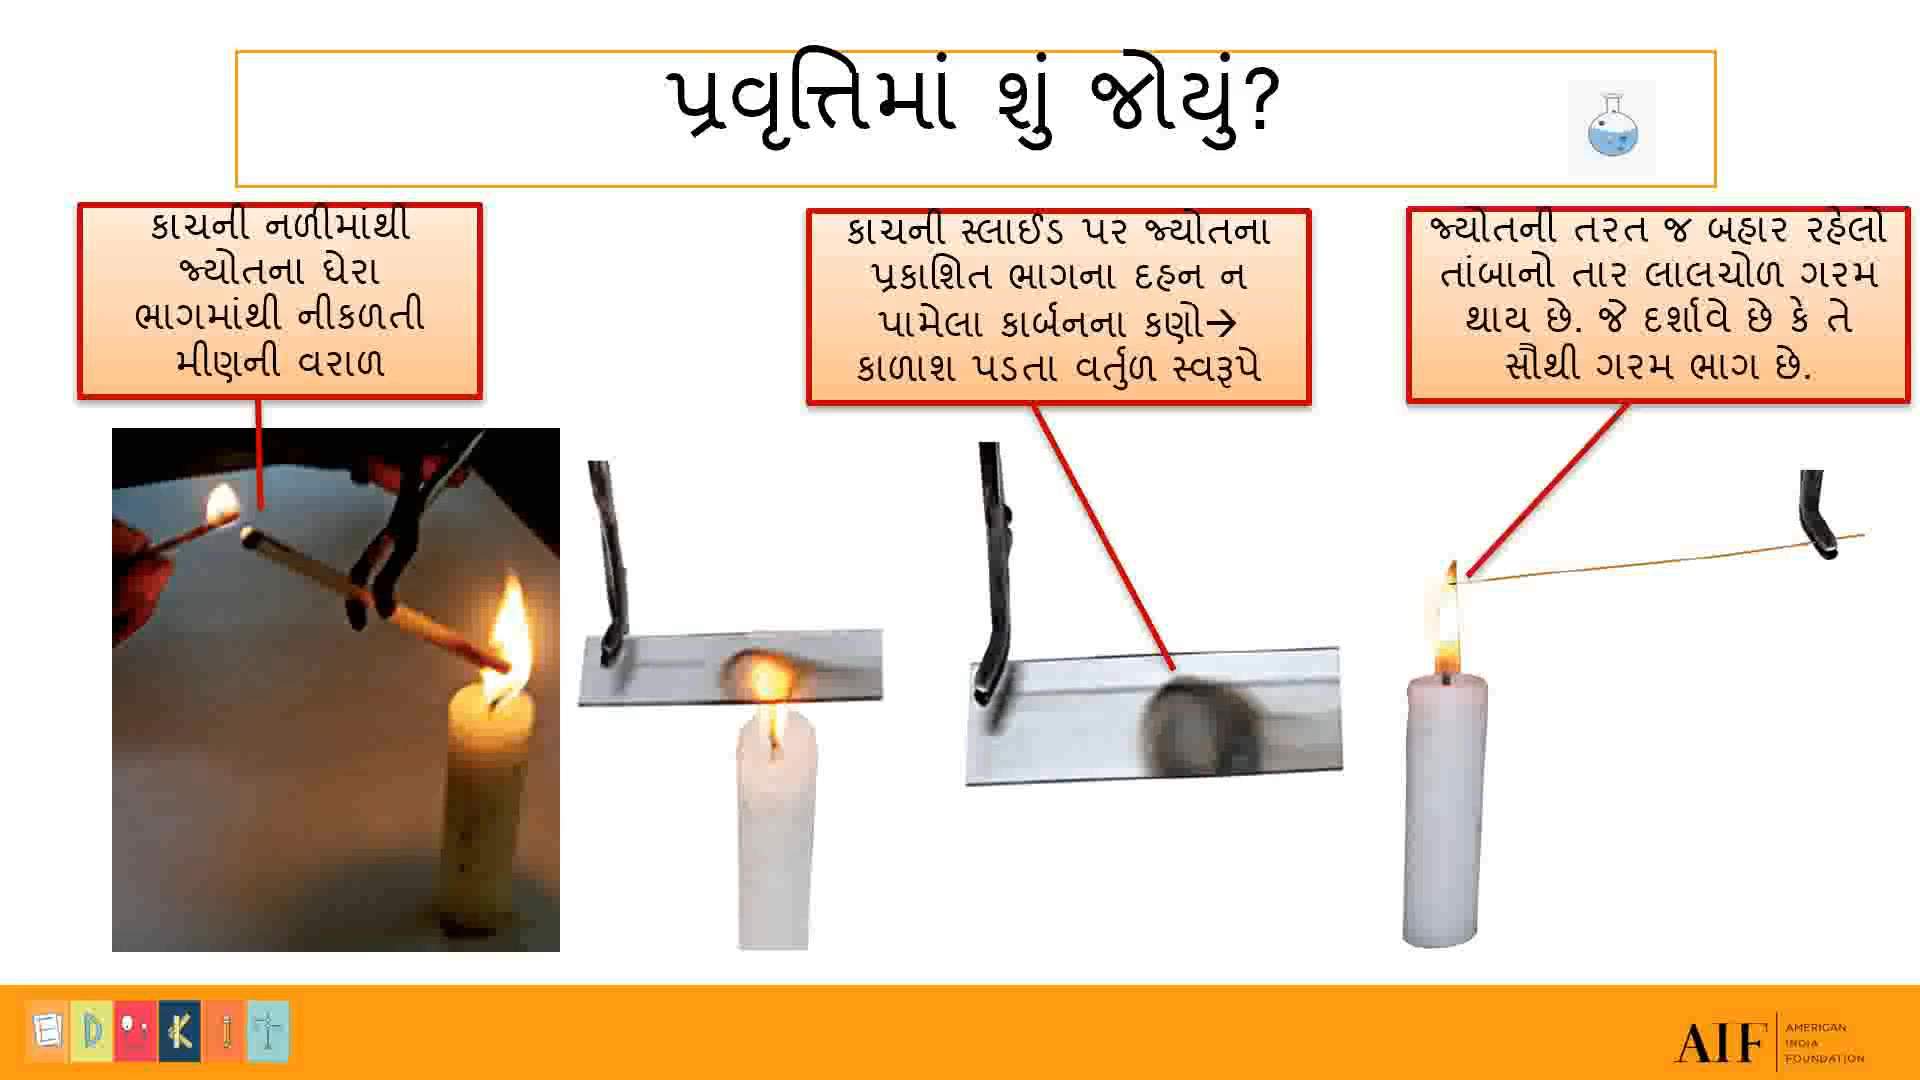 પ્રવૃત્તિમાં શું જોયું?
કાચની નળીમાંથી
જ્યોતના ઘેરા
ભાગમાંથી નીકળતી
મીણની વરાળ
કાચની સ્લાઈડ પર જ્યોતના
પ્રકાશિત ભાગના દહન ન
પામેલા કાર્બનના કણો→
કાળાશ પડતા વર્તુળ સ્વરૂપે
જ્યોતની તરત જ બહાર રહેલો
તાંબાનો તાર લાલચોળ ગરમ
થાય છે. જે દર્શાવે છે કે તે
સૌથી ગરમ ભાગ છે.
E D U K I T
AIF
AMERICAN
INDIA
FOUNDATION